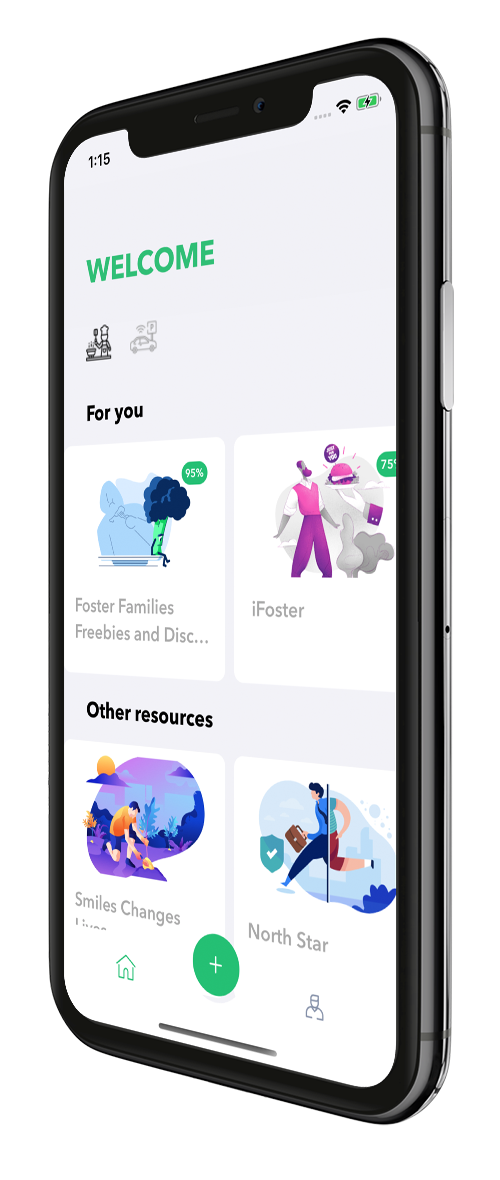 1:15
WELCOME
For you
95%
75%
Foster Families
Freebies and Disc...
iFoster
Other resources
Smiles Changes
Lives
North Star